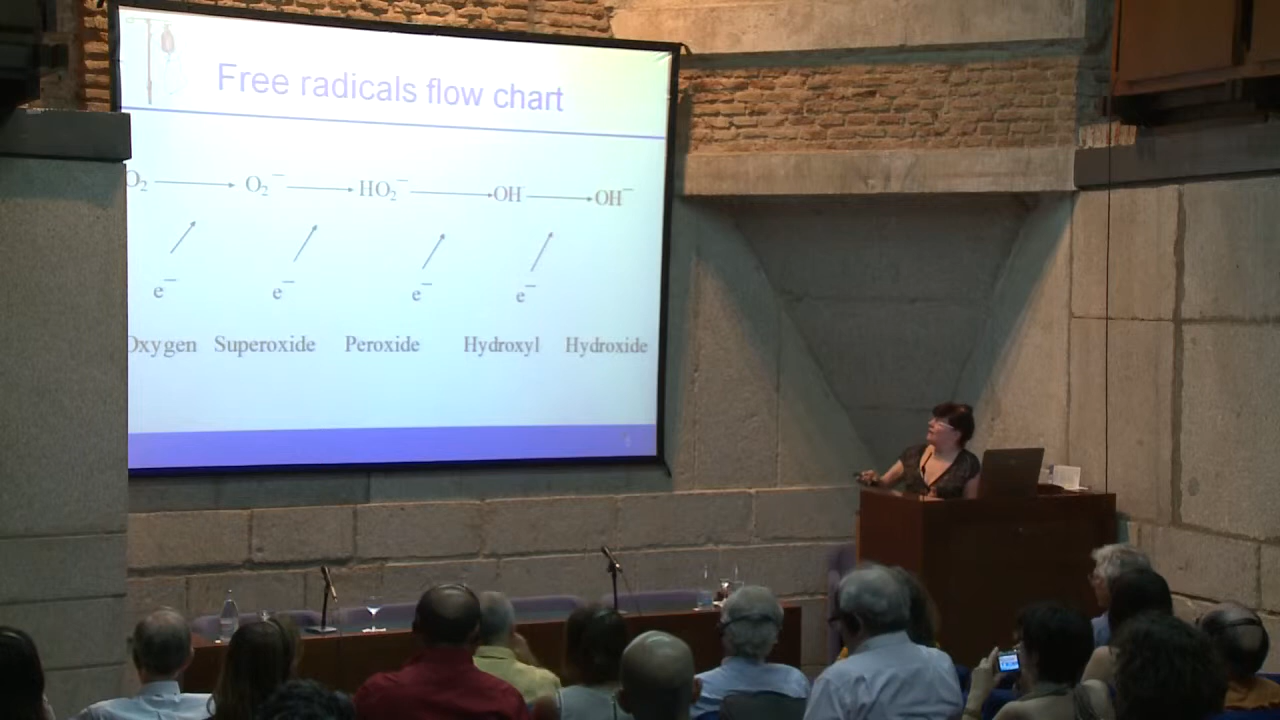 Free radicals flow chart
O₂ → O₂⁻ → HO₂⁻ → OH → OH⁻
e⁻ e⁻ e⁻ e⁻
Oxygen Superoxide Peroxide Hydroxyl Hydroxide